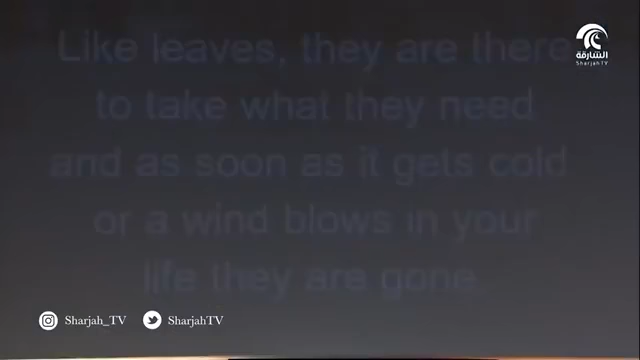 Like leaves, they are there
to take what they need
and as soon as it gets cold
or a wind blows in your
life they are gone
الشارقة
SharjahTV
Sharjah_TV
SharjahTV